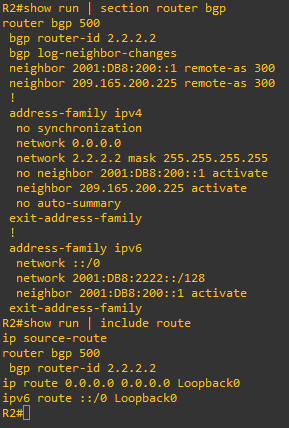 R2#show run | section router bgp
router bgp 500
 bgp router-id 2.2.2.2
 bgp log-neighbor-changes
 neighbor 2001:DB8:200::1 remote-as 300
 neighbor 209.165.200.225 remote-as 300
 !
 address-family ipv4
  no synchronization
  network 0.0.0.0
  network 2.2.2.2 mask 255.255.255.255
  no neighbor 2001:DB8:200::1 activate
  neighbor 209.165.200.225 activate
  no auto-summary
 exit-address-family
 !
 address-family ipv6
  network ::/0
  network 2001:DB8:2222::/128
  neighbor 2001:DB8:200::1 activate
 exit-address-family
R2#show run | include route
ip source-route
router bgp 500
 bgp router-id 2.2.2.2
ip route 0.0.0.0 0.0.0.0 Loopback0
ipv6 route ::/0 Loopback0
R2#